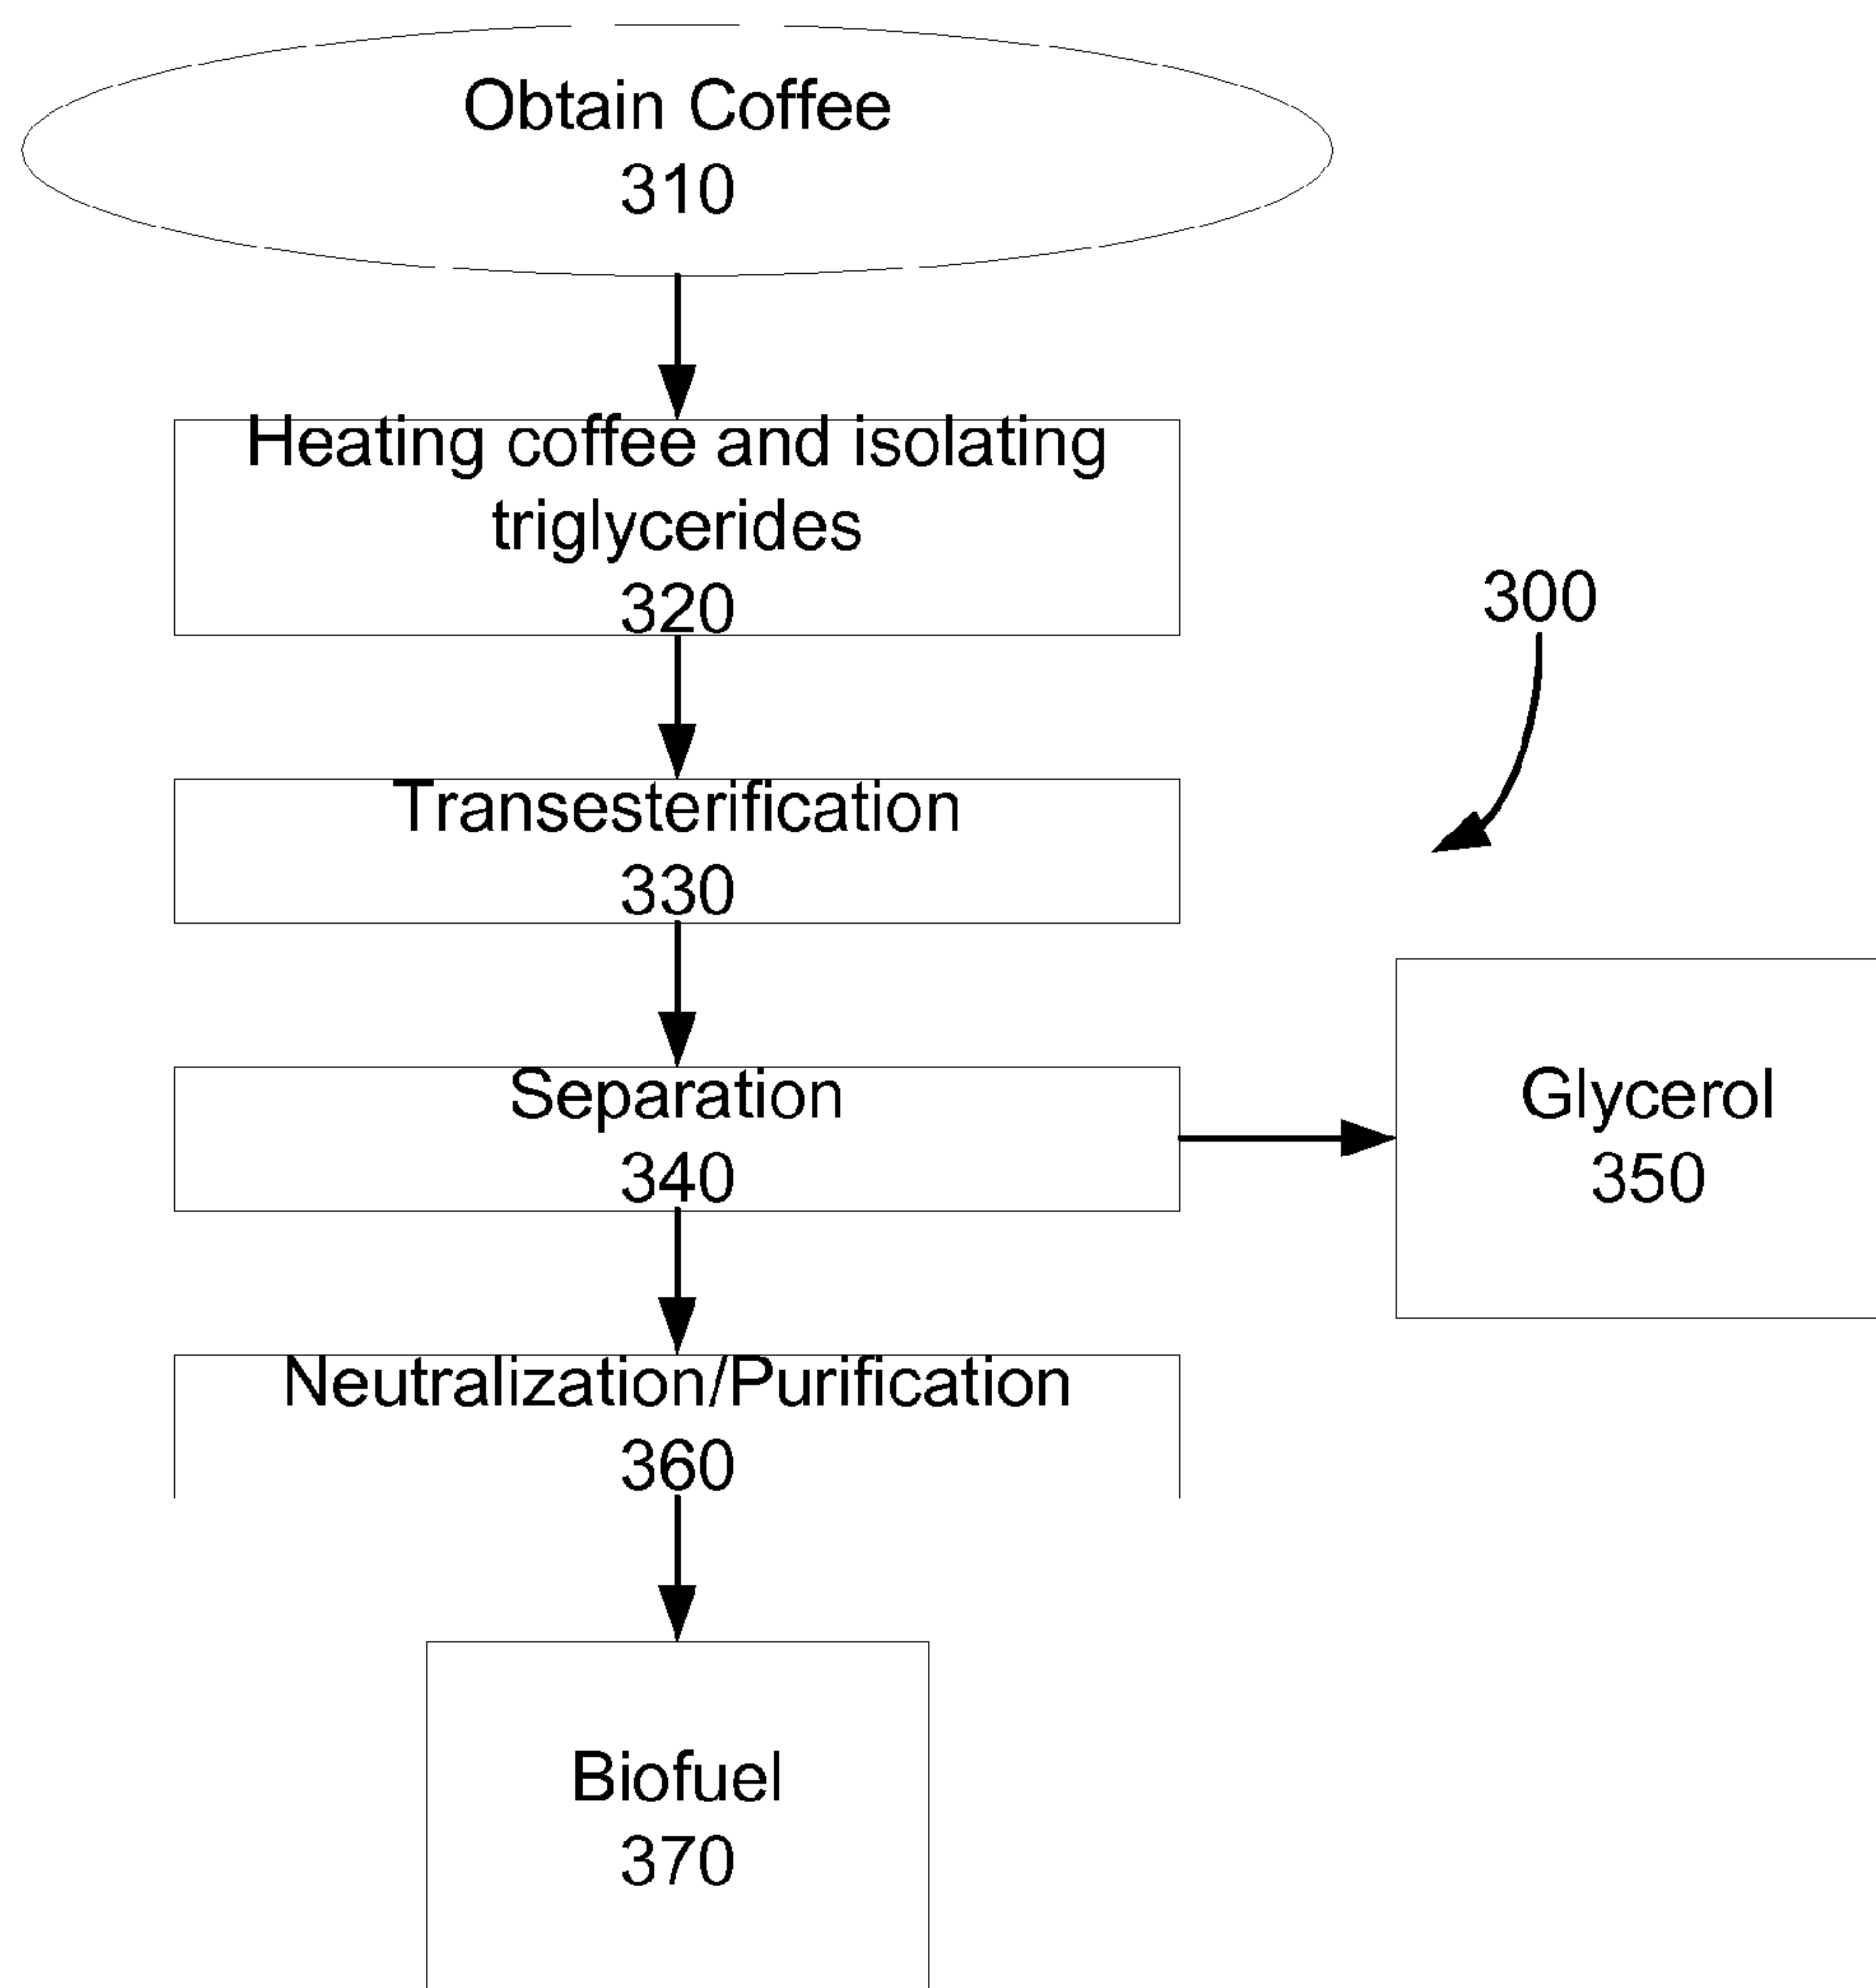 Obtain Coffee
310
Heating coffee and isolating
triglycerides
320
300
Transesterification
330
Separation
340
Glycerol
350
Neutralization/Purification
360
Biofuel
370